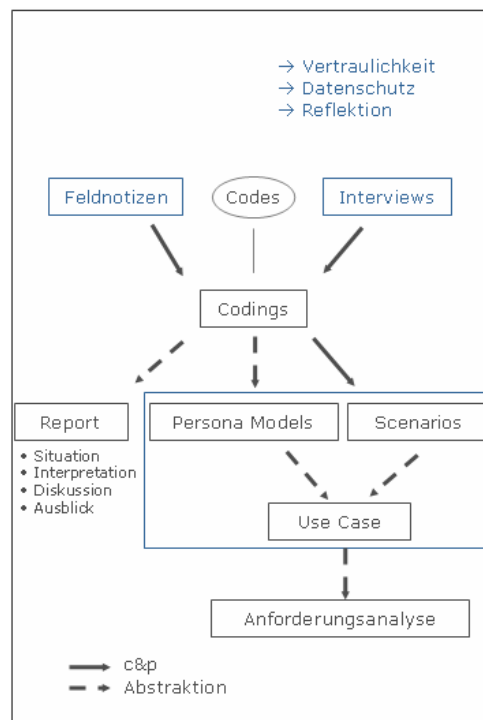 → Vertraulichkeit
→ Datenschutz
→ Reflektion
Feldnotizen
Codes
Interviews
Codings
Report
Persona Models
Scenarios
• Situation
• Interpretation
• Diskussion
• Ausblick
Use Case
Anforderungsanalyse
c&p
Abstraktion